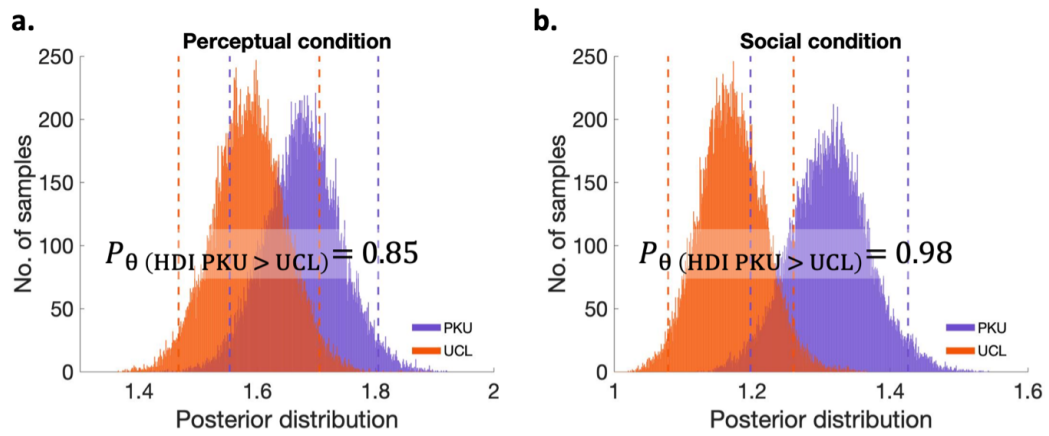 a.
Perceptual condition
250
200
150
100
50
0
No. of samples
P θ (HDI PKU > UCL) = 0.85
PKU
UCL
1.4 1.6 1.8 2
Posterior distribution
b.
Social condition
250
200
150
100
50
0
No. of samples
P θ (HDI PKU > UCL) = 0.98
PKU
UCL
1 1.2 1.4 1.6
Posterior distribution